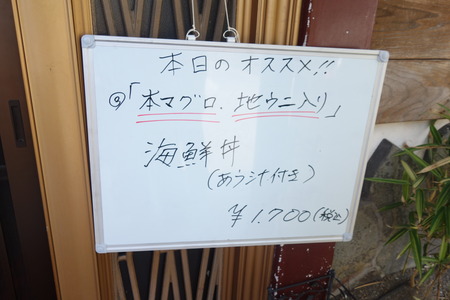 本日のオススメ!!
◎「本マグロ、地ウニ入り」
海鮮丼
(あら汁付き)
¥1.700(税込)